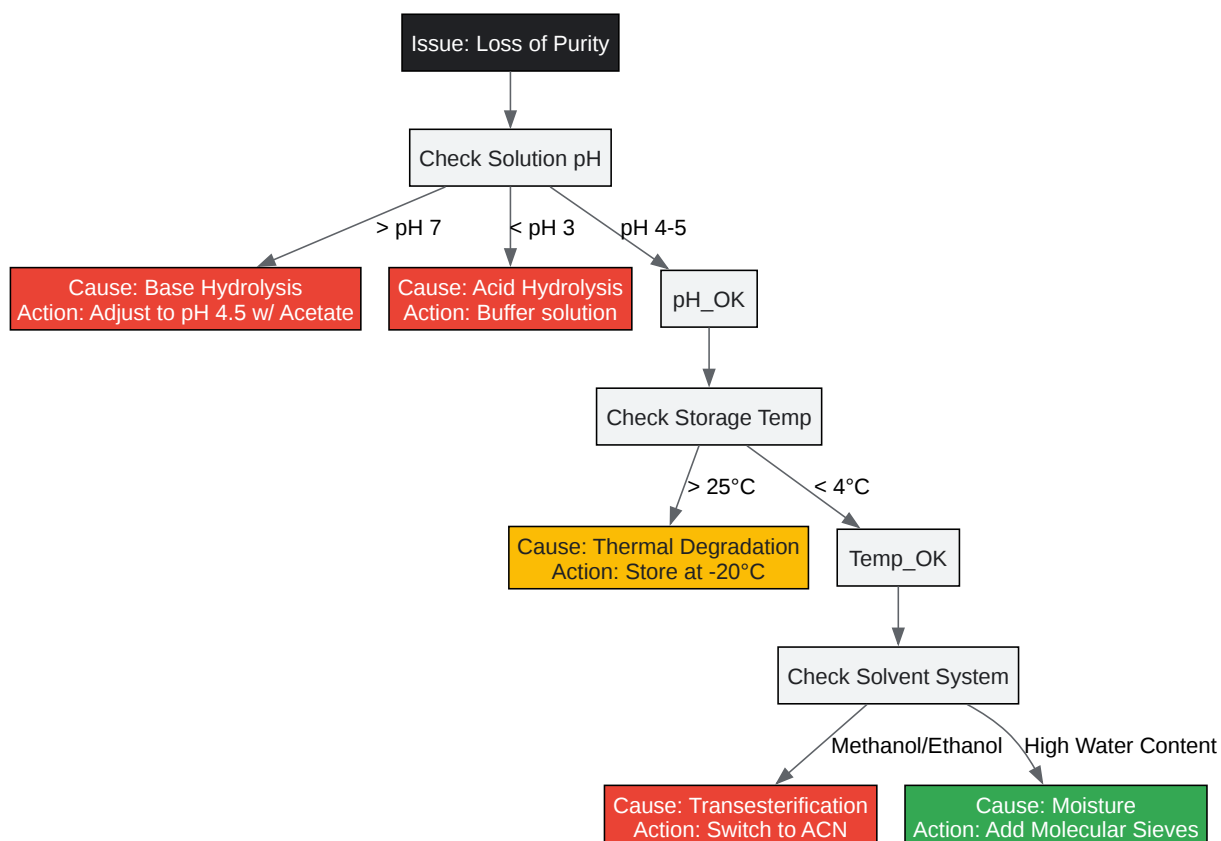 Issue: Loss of Purity
Check Solution pH
> pH 7
< pH 3
pH 4-5
Cause: Base Hydrolysis
Action: Adjust to pH 4.5 w/ Acetate
Cause: Acid Hydrolysis
Action: Buffer solution
pH_OK
Check Storage Temp
> 25°C
< 4°C
Cause: Thermal Degradation
Action: Store at -20°C
Temp_OK
Check Solvent System
Methanol/Ethanol
High Water Content
Cause: Transesterification
Action: Switch to ACN
Cause: Moisture
Action: Add Molecular Sieves